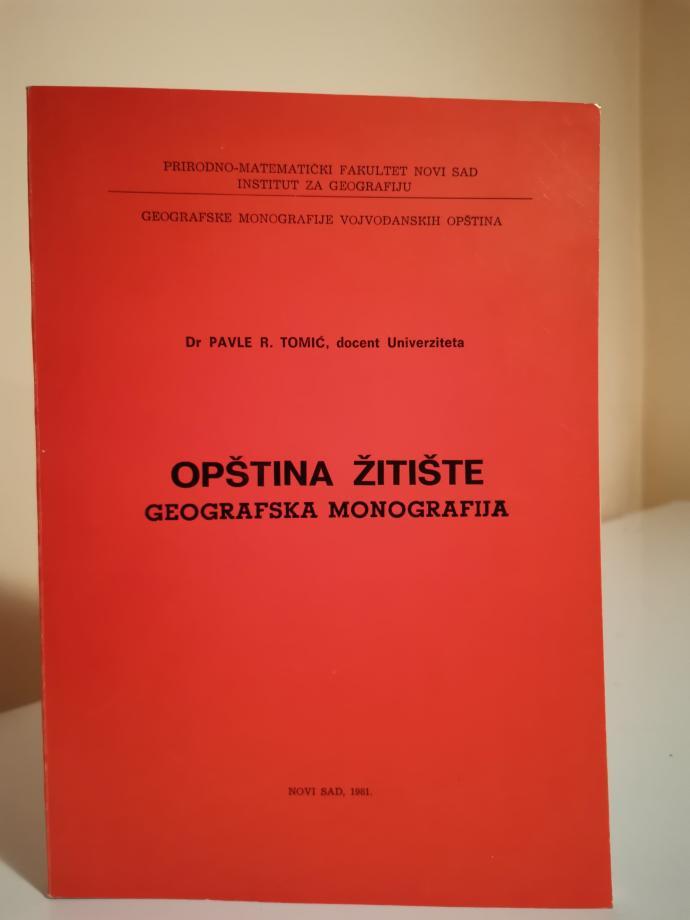 PRIRODNO-MATEMATIČKI FAKULTET NOVI SAD
INSTITUT ZA GEOGRAFIJU
GEOGRAFSKE MONOGRAFIJE VOJVOĐANSKIH OPŠTINA
Dr PAVLE R. TOMIĆ, docent Univerziteta
OPŠTINA ŽITIŠTE
GEOGRAFSKA MONOGRAFIJA
NOVI SAD, 1981.